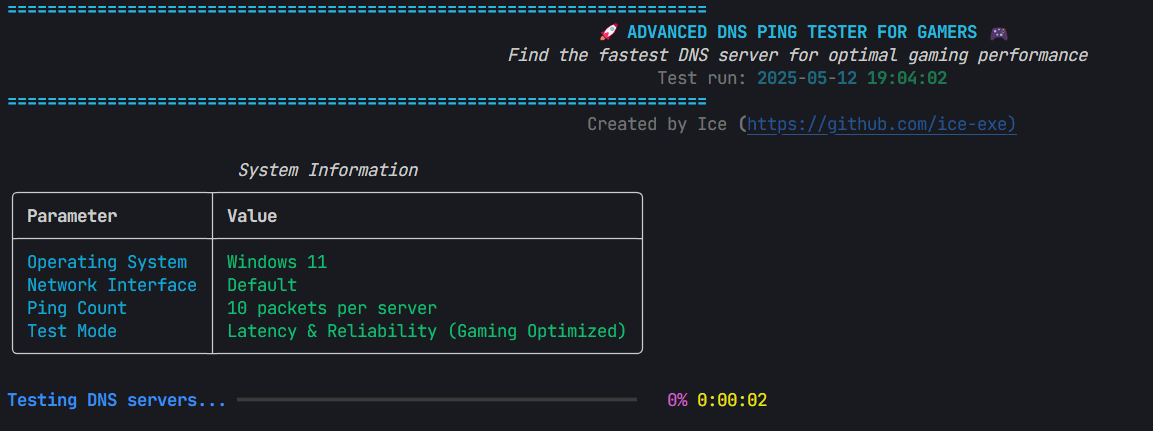 ======================================================================
🚀 ADVANCED DNS PING TESTER FOR GAMERS 🎮
Find the fastest DNS server for optimal gaming performance
Test run: 2025-05-12 19:04:02
======================================================================
Created by Ice (https://github.com/ice-exe)
System Information
Parameter Value
Operating System Windows 11
Network Interface Default
Ping Count 10 packets per server
Test Mode Latency & Reliability (Gaming Optimized)
Testing DNS servers... 0% 0:00:02